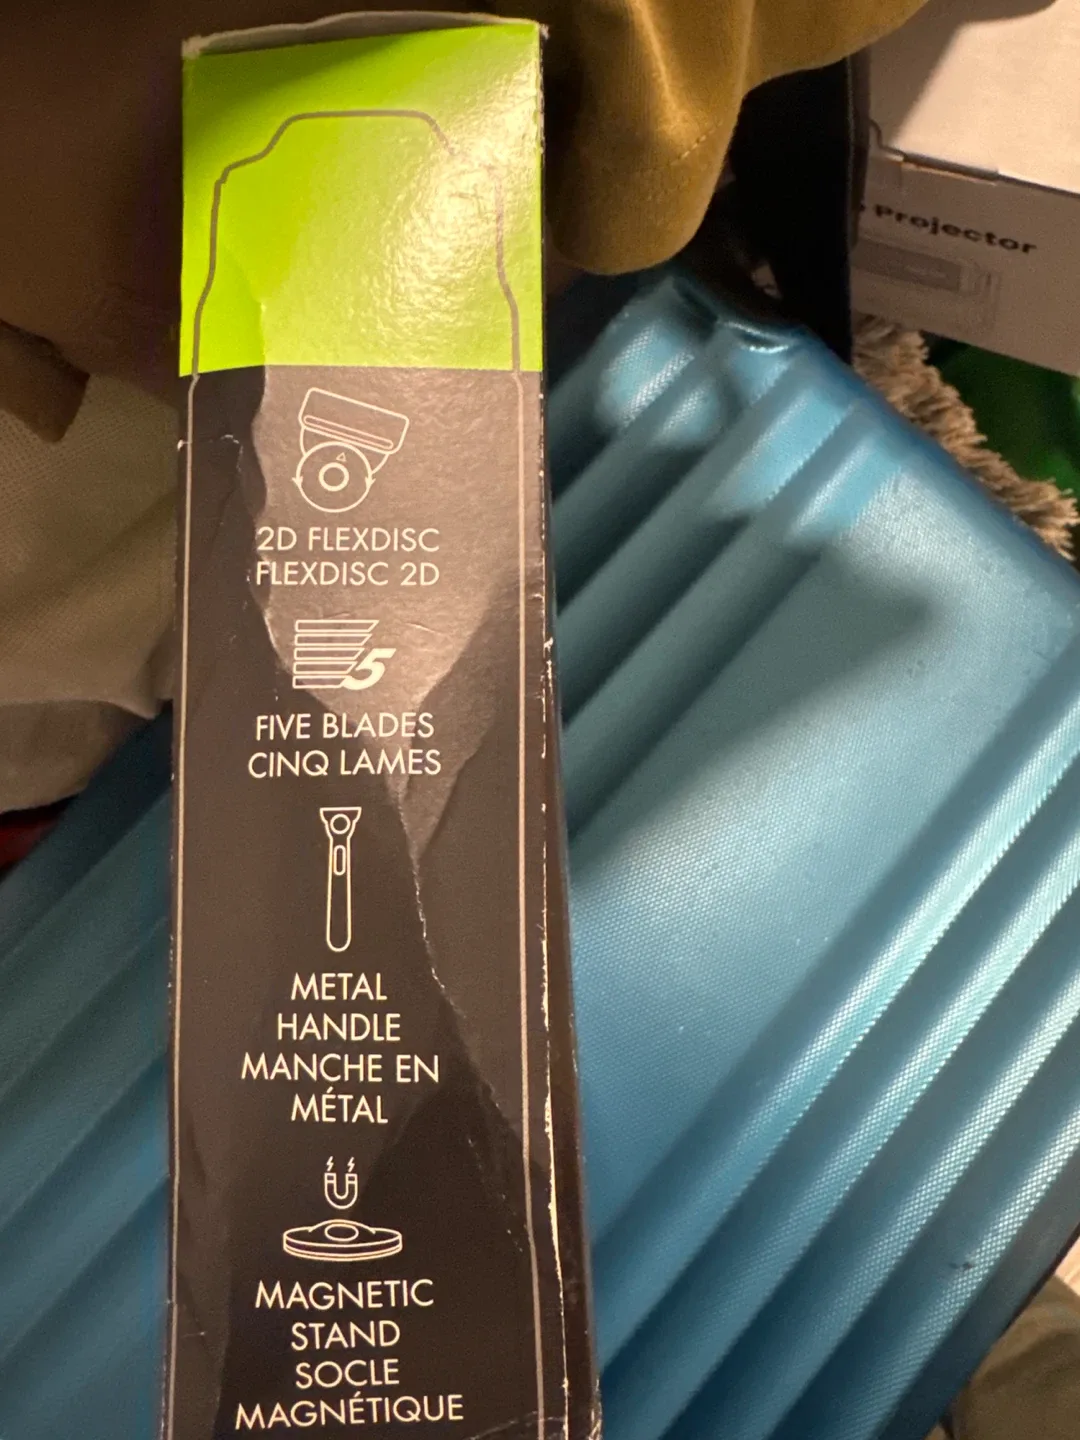 Projector
2D FLEXDISC
FLEXDISC 2D
5
FIVE BLADES
CINQ LAMES
METAL
HANDLE
MANCHE EN
MÉTAL
MAGNETIC
STAND
SOCLE
MAGNÉTIQUE